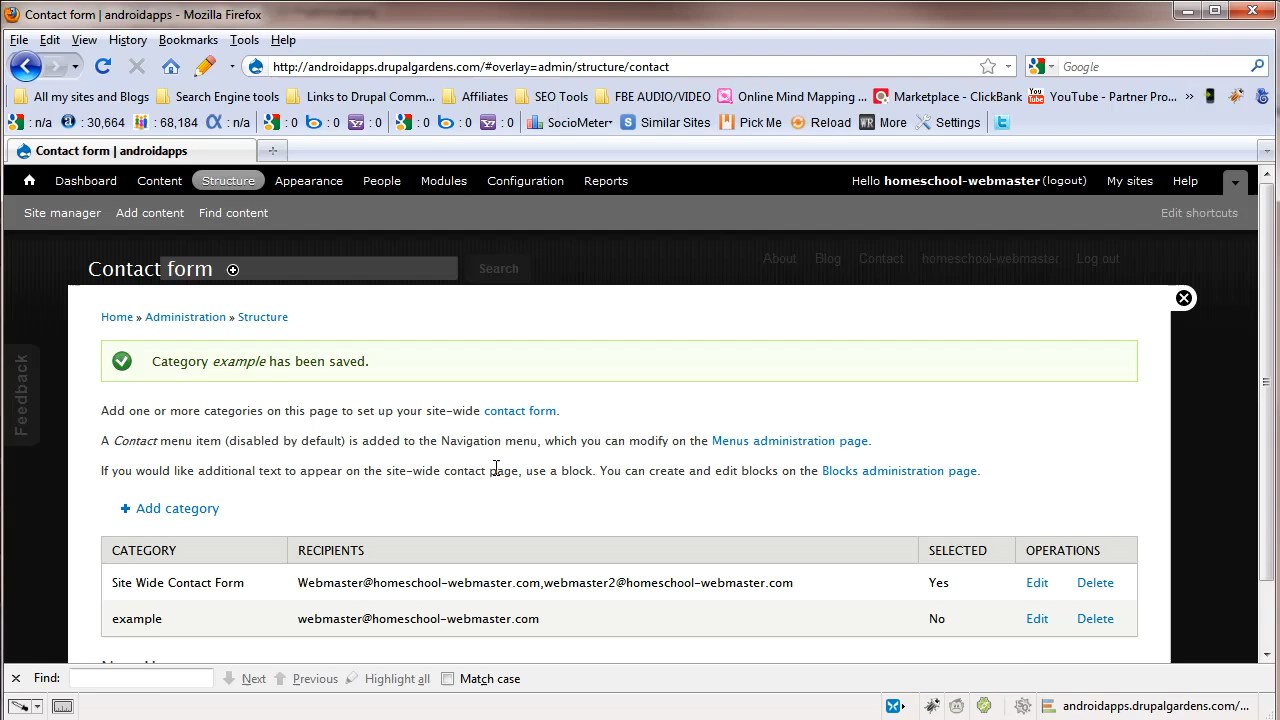 Contact form | androidapps - Mozilla Firefox
File Edit View History Bookmarks Tools Help
http://androidapps.drupalgardens.com/#overlay=admin/structure/contact
Google
All my sites and Blogs Search Engine tools Links to Drupal Comm... Affiliates SEO Tools FBE AUDIO/VIDEO Online Mind Mapping ... Marketplace - ClickBank YouTube - Partner Pro... »
: n/a : 30,664 : 68,184 : n/a : 0 : 0 : 0 : 0 : 0 : 0 SocioMeter Similar Sites Pick Me Reload More Settings
Contact form | androidapps
Dashboard Content Structure Appearance People Modules Configuration Reports Hello homeschool-webmaster (logout) My sites Help
Site manager Add content Find content Edit shortcuts
About Blog Contact homeschool-webmaster Log out
Contact form Search
Feedback
Home » Administration » Structure
Category example has been saved.
Add one or more categories on this page to set up your site-wide contact form.
A Contact menu item (disabled by default) is added to the Navigation menu, which you can modify on the Menus administration page.
If you would like additional text to appear on the site-wide contact page, use a block. You can create and edit blocks on the Blocks administration page.
+ Add category
CATEGORY RECIPIENTS SELECTED OPERATIONS
Site Wide Contact Form Webmaster@homeschool-webmaster.com,webmaster2@homeschool-webmaster.com Yes Edit Delete
example webmaster@homeschool-webmaster.com No Edit Delete
Find: Next Previous Highlight all Match case
androidapps.drupalgardens.com/...